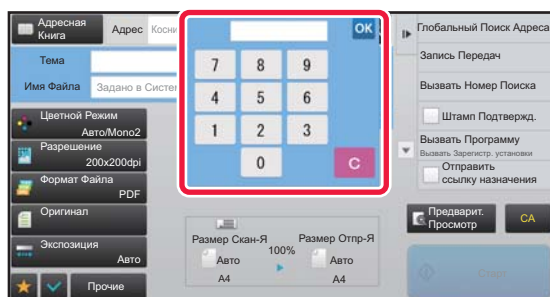 Адресная
Книга
Адрес
Косни
OK
Тема
Имя Файла
Задано в Систем
7 8 9
4 5 6
1 2 3
0 C
Цветной Режим
Авто/Mono2
Разрешение
200x200dpi
Формат Файла
PDF
Оригинал
Экспозиция
Авто
Прочие
Размер Скан-Я
100%
Размер Отпр-Я
Авто
Авто
A4
A4
Глобальный Поиск Адреса
Запись Передач
Вызвать Номер Поиска
Штамп Подтвержд.
Вызвать Программу
Вызвать Зарегистр. установки
Отправить
ссылку назначения
Предварит.
Просмотр
CA
Старт